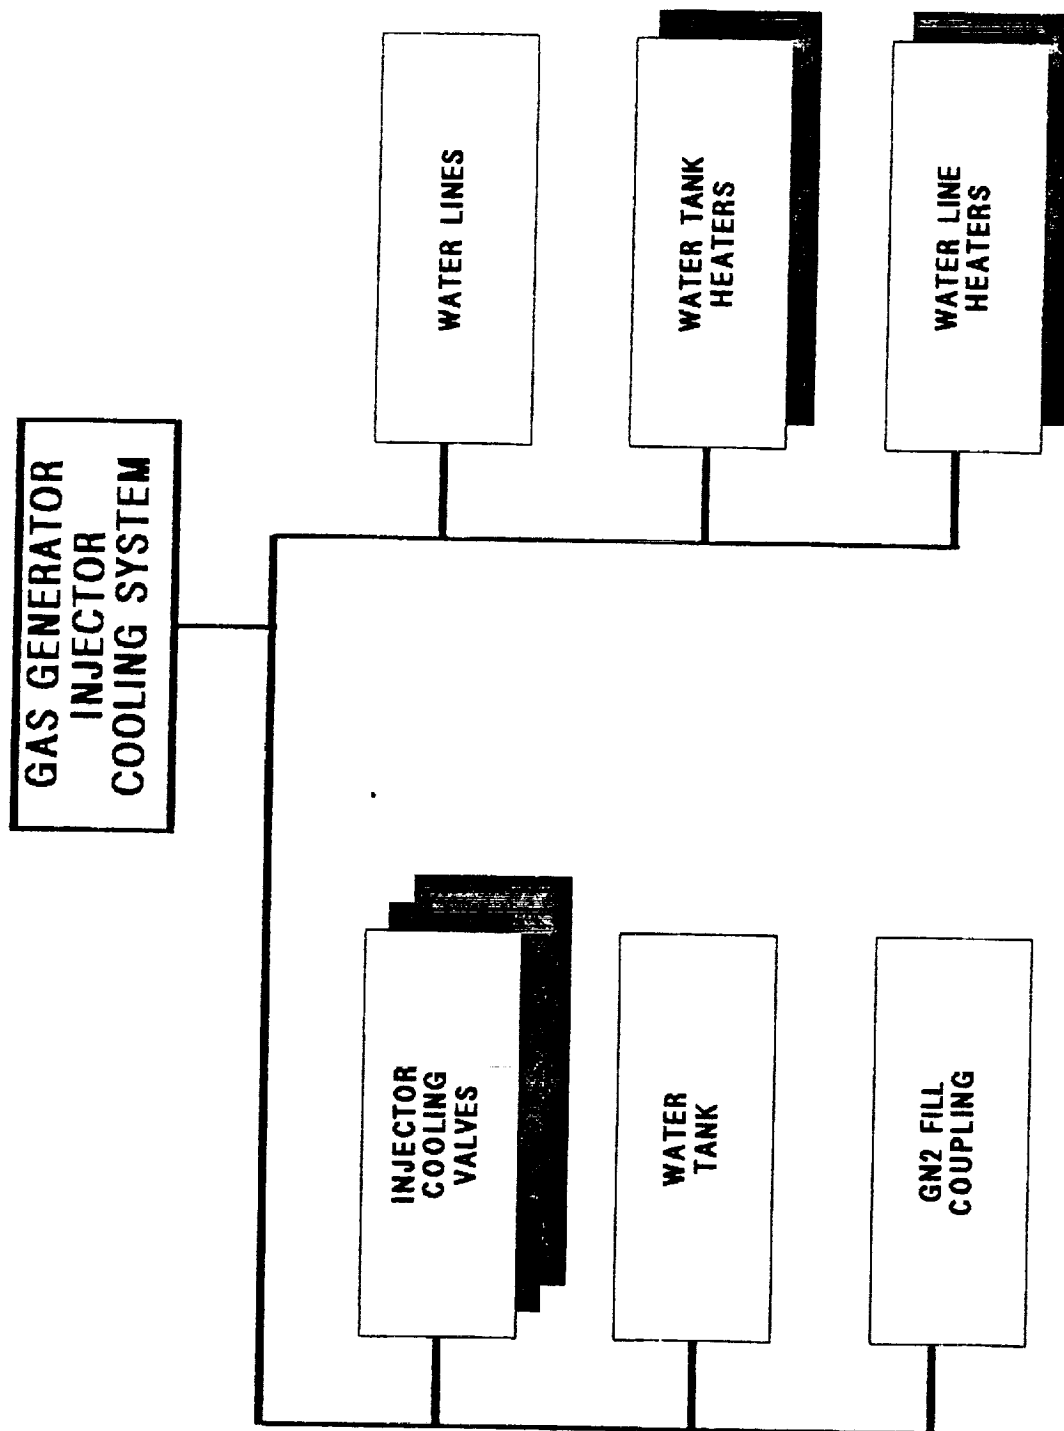 GAS GENERATOR
INJECTOR
COOLING SYSTEM
INJECTOR
COOLING
VALVES
WATER
TANK
GN2 FILL
COUPLING
WATER LINES
WATER TANK
HEATERS
WATER LINE
HEATERS